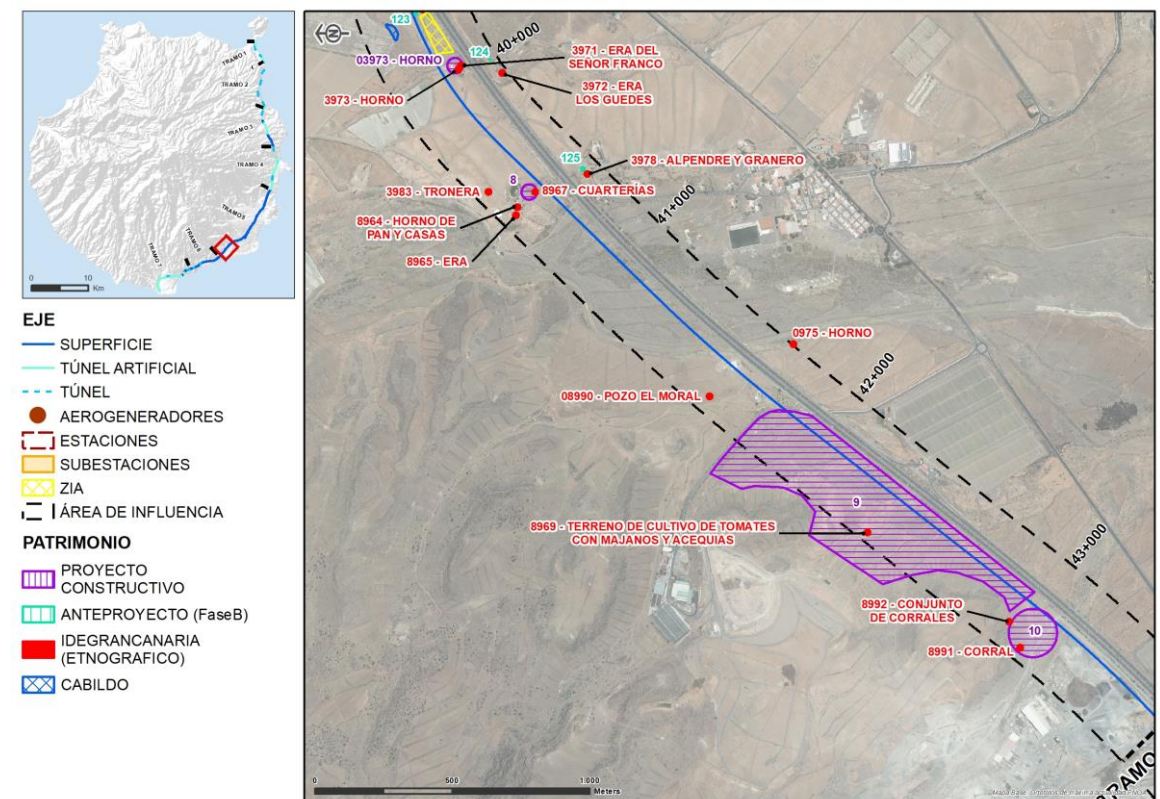 TRAMO 1
TRAMO 2
TRAMO 3
TRAMO 4
TRAMO 5
TRAMO 6
TRAMO 7
0 10
Km
EJE
SUPERFICIE
TÚNEL ARTIFICIAL
TÚNEL
AEROGENERADORES
ESTACIONES
SUBESTACIONES
ZIA
ÁREA DE INFLUENCIA
PATRIMONIO
PROYECTO
CONSTRUCTIVO
ANTEPROYECTO (FaseB)
IDEGRANCANARIA
(ETNOGRAFICO)
CABILDO
N
123
40+000
124
03973 - HORNO
3971 - ERA DEL
SEÑOR FRANCO
3973 - HORNO
3972 - ERA
LOS GUEDES
125
3978 - ALPENDRE Y GRANERO
8
3983 - TRONERA
8967 - CUARTERÍAS
41+000
8964 - HORNO DE
PAN Y CASAS
8965 - ERA
0975 - HORNO
42+000
08990 - POZO EL MORAL
9
8969 - TERRENO DE CULTIVO DE TOMATES
CON MAJANOS Y ACEQUIAS
43+000
8992 - CONJUNTO
DE CORRALES
10
8991 - CORRAL
TRAMO
0 500 1.000
Meters
Mapa Base: